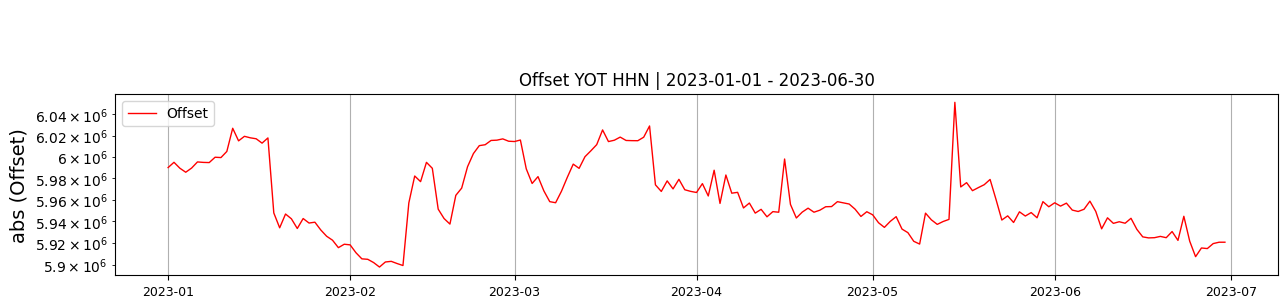 Offset YOT HHN | 2023-01-01 - 2023-06-30
Offset
abs (Offset)
6.04 × 10⁶
6.02 × 10⁶
6 × 10⁶
5.98 × 10⁶
5.96 × 10⁶
5.94 × 10⁶
5.92 × 10⁶
5.9 × 10⁶
2023-01 2023-02 2023-03 2023-04 2023-05 2023-06 2023-07